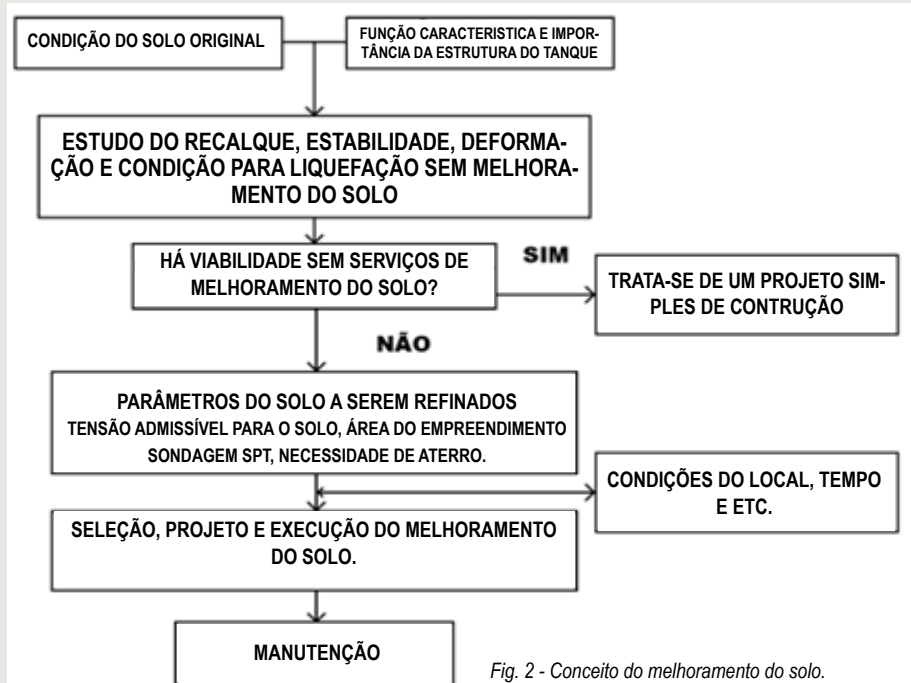 CONDIÇÃO DO SOLO ORIGINAL
FUNÇÃO CARACTERISTICA E IMPOR-
TÂNCIA DA ESTRUTURA DO TANQUE
ESTUDO DO RECALQUE, ESTABILIDADE, DEFORMA-
ÇÃO E CONDIÇÃO PARA LIQUEFAÇÃO SEM MELHORA-
MENTO DO SOLO
HÁ VIABILIDADE SEM SERVIÇOS DE
MELHORAMENTO DO SOLO?
SIM
TRATA-SE DE UM PROJETO SIM-
PLES DE CONTRUÇÃO
NÃO
PARÂMETROS DO SOLO A SEREM REFINADOS
TENSÃO ADMISSÍVEL PARA O SOLO, ÁREA DO EMPREENDIMENTO
SONDAGEM SPT, NECESSIDADE DE ATERRO.
CONDIÇÕES DO LOCAL, TEMPO
E ETC.
SELEÇÃO, PROJETO E EXECUÇÃO DO MELHORAMENTO
DO SOLO.
MANUTENÇÃO
Fig. 2 - Conceito do melhoramento do solo.